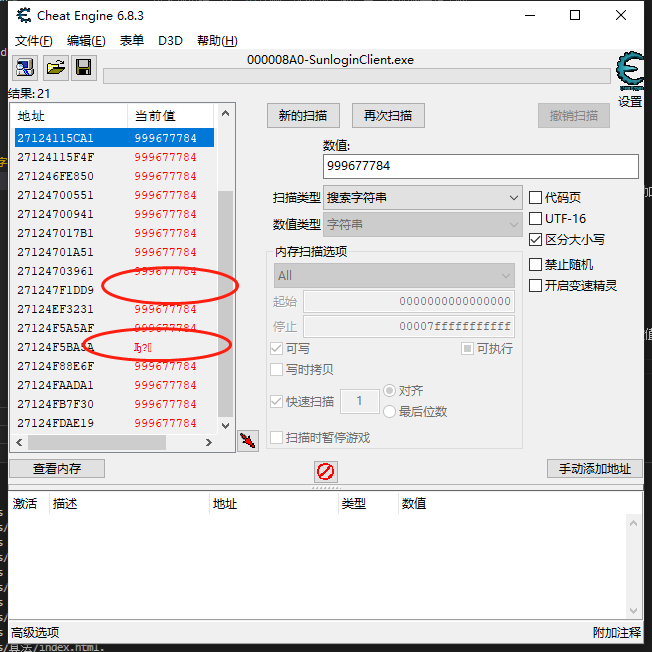 Cheat Engine 6.8.3
文件(F) 编辑(E) 表单 D3D 帮助(H)
000008A0-SunloginClient.exe
设置
结果: 21
地址 当前值
27124115CA1 999677784
27124115F4F 999677784
271246FE850 999677784
27124700551 999677784
27124700941 999677784
271247017B1 999677784
27124701A51 999677784
27124703961 999677784
271247F1DD9
27124EF3231 999677784
27124F5A5AF 999677784
27124F5BA5A
27124F88E6F 999677784
27124FAADA1 999677784
27124FB7F30 999677784
27124FDAE19 999677784
新的扫描 再次扫描 撤销扫描
数值:
999677784
扫描类型 搜索字符串
数值类型 字符串
代码页
UTF-16
区分大小写
禁止随机
开启变速精灵
内存扫描选项
All
起始 0000000000000000
停止 00007fffffffffff
可写 可执行
写时拷贝
快速扫描 1 对齐
最后位数
扫描时暂停游戏
查看内存 手动添加地址
激活 描述 地址 类型 数值
高级选项 附加注释
s/算法/index.html.